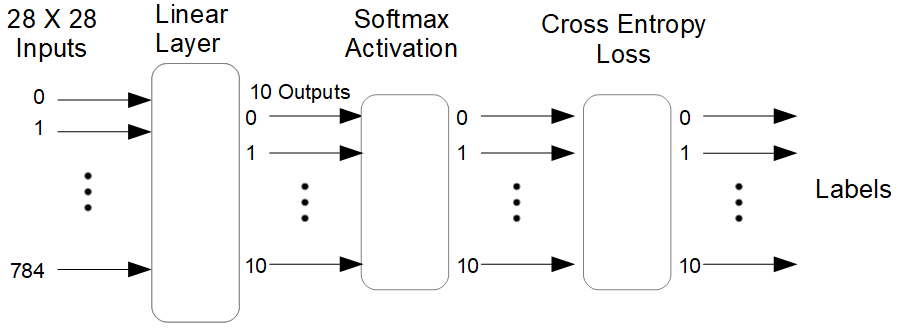 28 X 28
Inputs
Linear
Layer
Softmax
Activation
Cross Entropy
Loss
10 Outputs
0
0
0
0
1
1
1
1
784
10
10
10
Labels